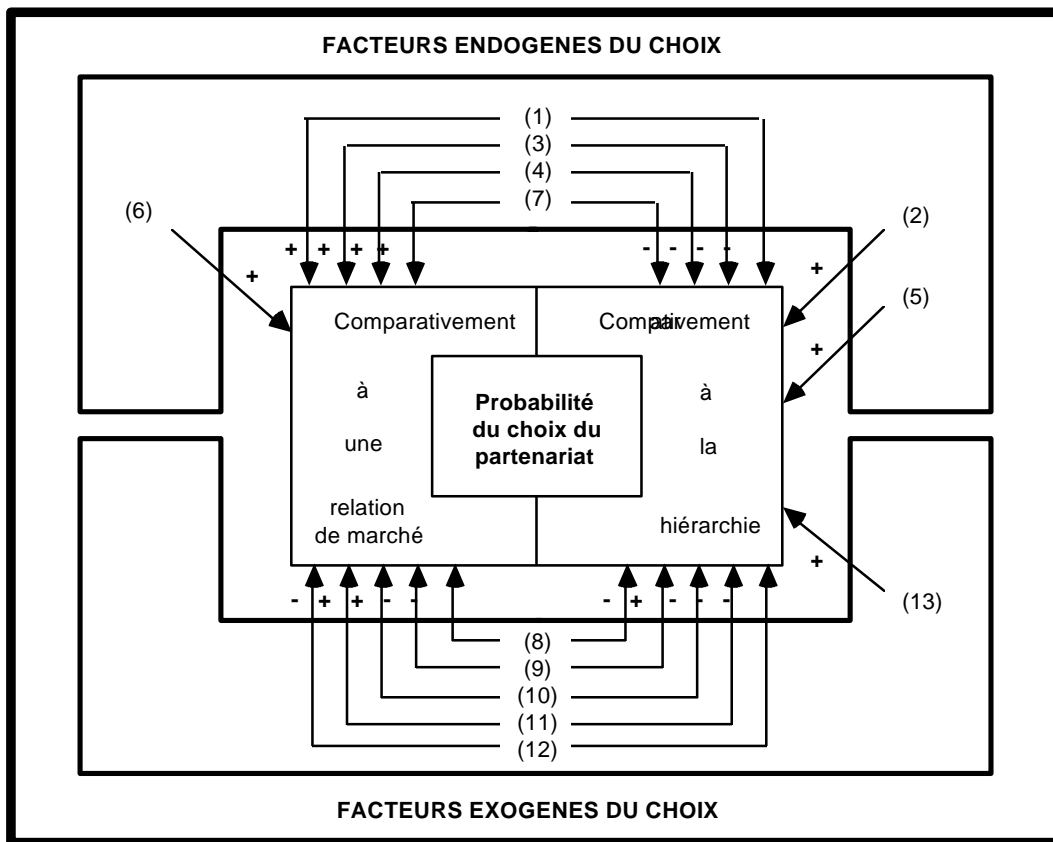 FACTEURS ENDOGENES DU CHOIX
(1)
(3)
(4)
(7)
(6)
(2)
(5)
+ + + +
- - - -
+
+
+
Comparativement
à
une
relation
de marché
Probabilité
du choix du
partenariat
à
la
hiérarchie
+
(13)
- + + - -
- + - - -
(8)
(9)
(10)
(11)
(12)
FACTEURS EXOGENES DU CHOIX